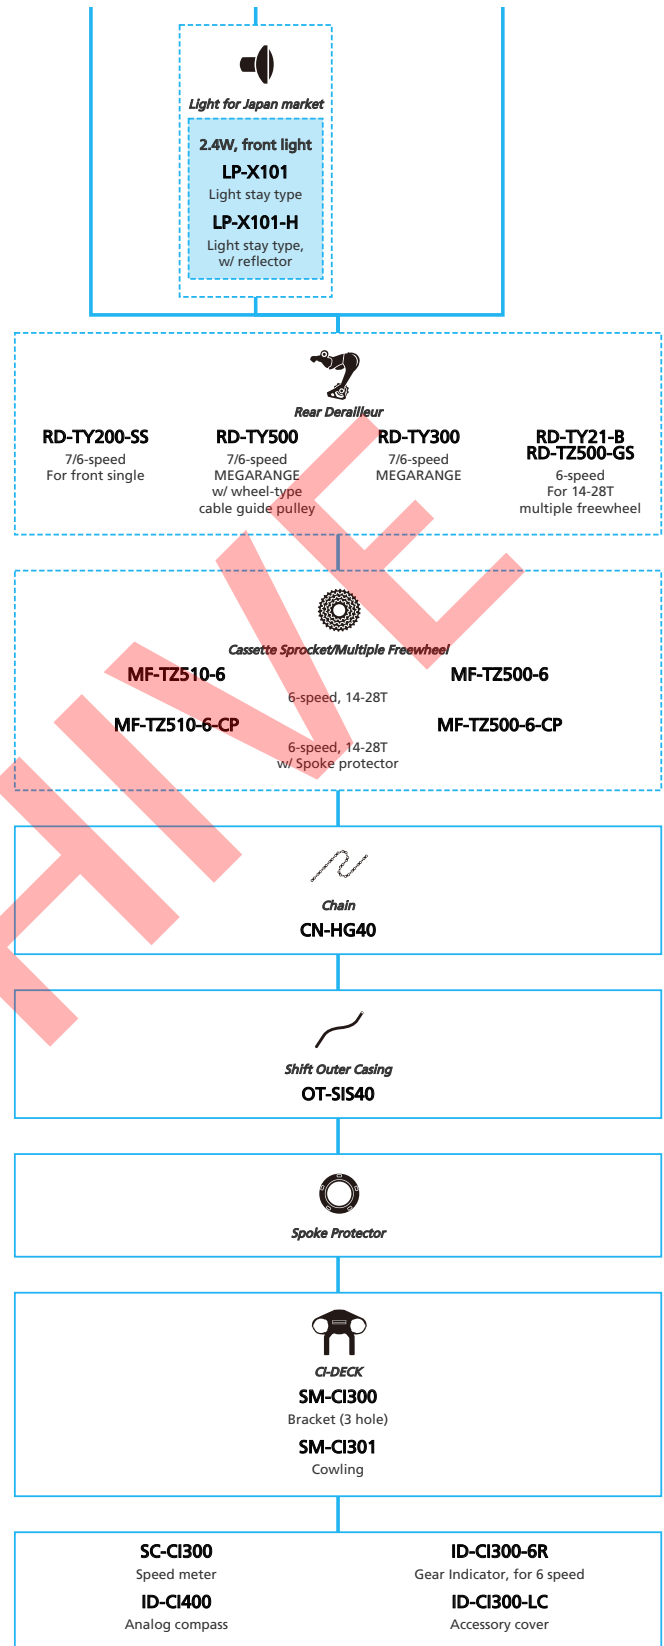 Light for Japan market
2.4W, front light
LP-X101
Light stay type
LP-X101-H
Light stay type,
w/ reflector
Rear Derailleur
RD-TY200-SS
7/6-speed
For front single
RD-TY500
7/6-speed
MEGARANGE
w/ wheel-type
cable guide pulley
RD-TY300
7/6-speed
MEGARANGE
RD-TY21-B
RD-TZ500-GS
6-speed
For 14-28T
multiple freewheel
Cassette Sprocket/Multiple Freewheel
MF-TZ510-6
MF-TZ500-6
6-speed, 14-28T
MF-TZ510-6-CP
MF-TZ500-6-CP
6-speed, 14-28T
w/ Spoke protector
Chain
CN-HG40
Shift Outer Casing
OT-SIS40
Spoke Protector
CI-DECK
SM-CI300
Bracket (3 hole)
SM-CI301
Cowling
SC-CI300
Speed meter
ID-CI400
Analog compass
ID-CI300-6R
Gear Indicator, for 6 speed
ID-CI300-LC
Accessory cover
HIVE